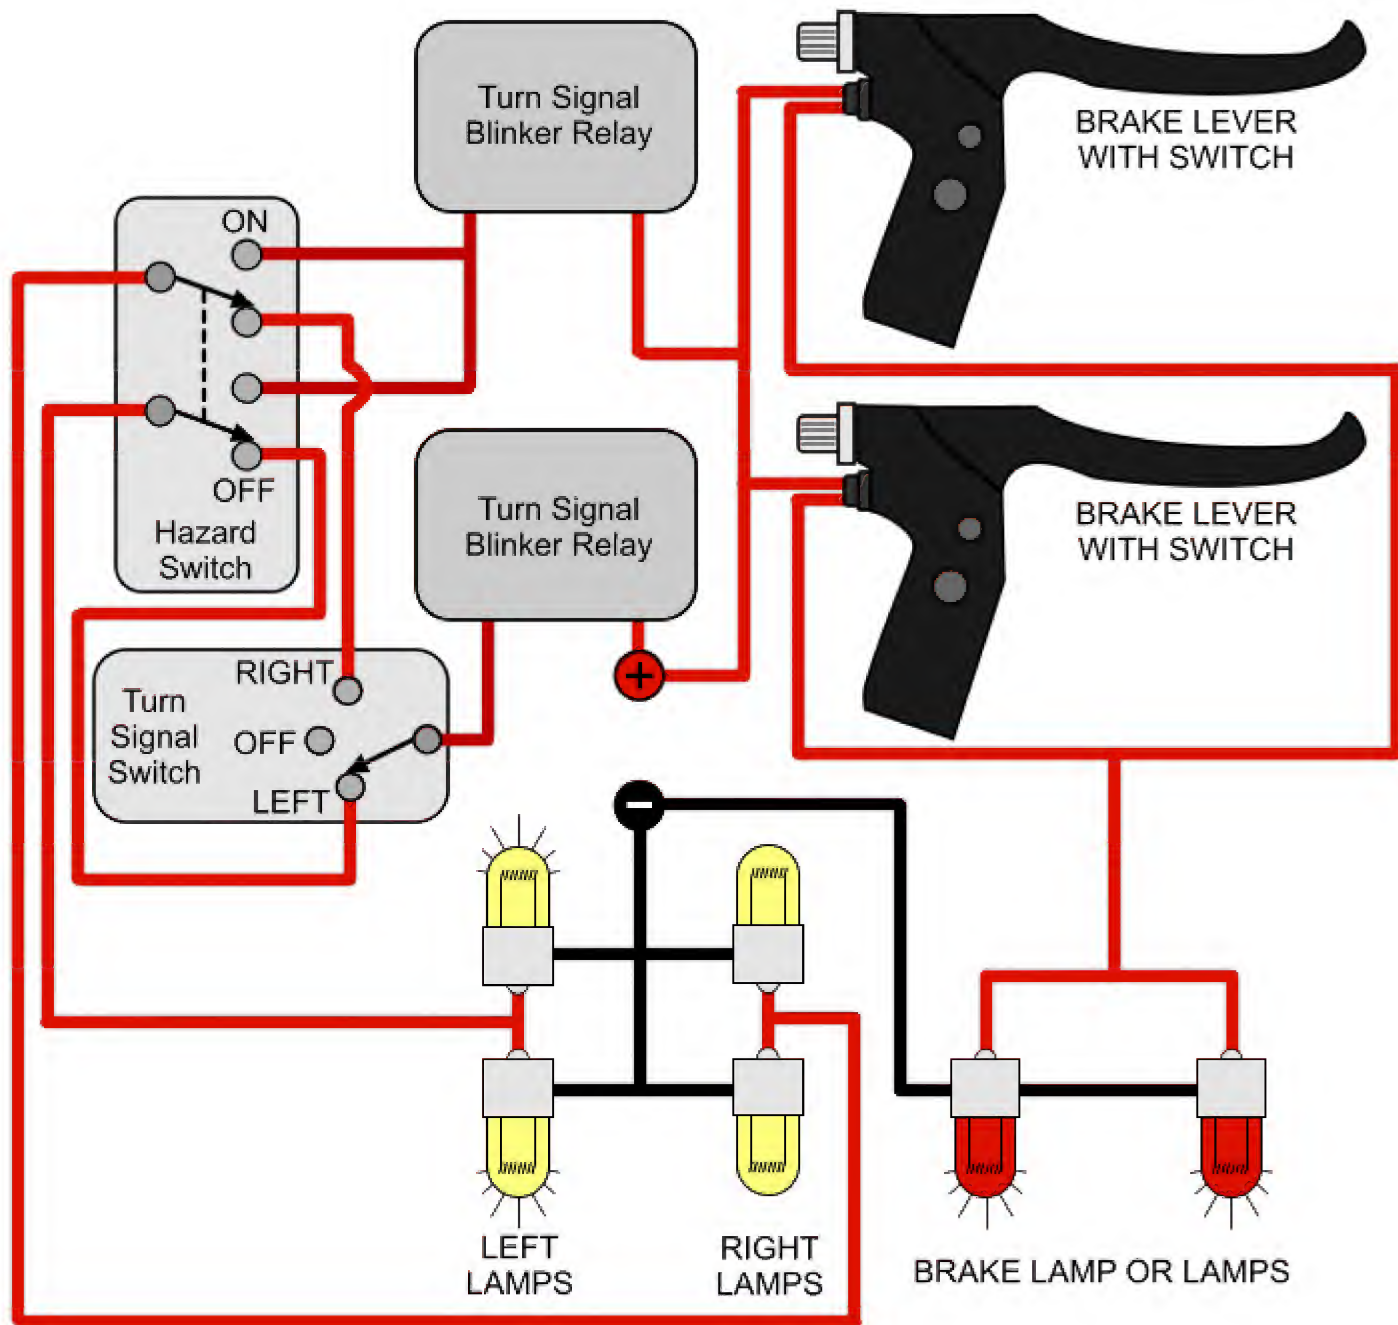 Turn Signal
Blinker Relay
BRAKE LEVER
WITH SWITCH
ON
OFF
Hazard
Switch
Turn Signal
Blinker Relay
BRAKE LEVER
WITH SWITCH
RIGHT
Turn
Signal
Switch
OFF
LEFT
+
−
LEFT
LAMPS
RIGHT
LAMPS
BRAKE LAMP OR LAMPS